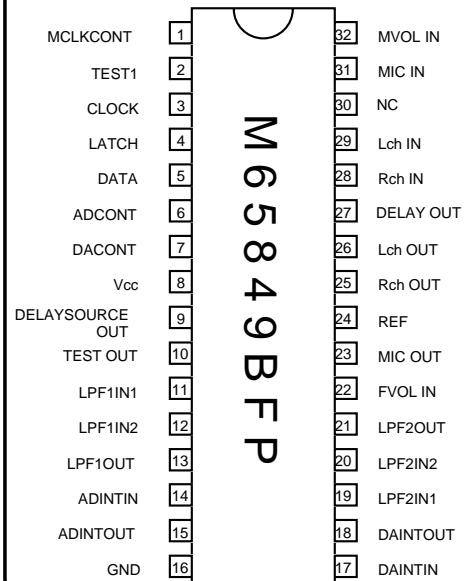 MCLKCONT 1 32 MVOL IN
TEST1 2 31 MIC IN
CLOCK 3 30 NC
LATCH 4 29 Lch IN
DATA 5 28 Rch IN
ADCONT 6 27 DELAY OUT
DACONT 7 26 Lch OUT
Vcc 8 25 Rch OUT
DELAYSOURCE
OUT 9 24 REF
TEST OUT 10 23 MIC OUT
LPF1IN1 11 22 FVOL IN
LPF1IN2 12 21 LPF2OUT
LPF1OUT 13 20 LPF2IN2
ADINTIN 14 19 LPF2IN1
ADINTOUT 15 18 DAINTOUT
GND 16 17 DAINTIN
M65849BFP